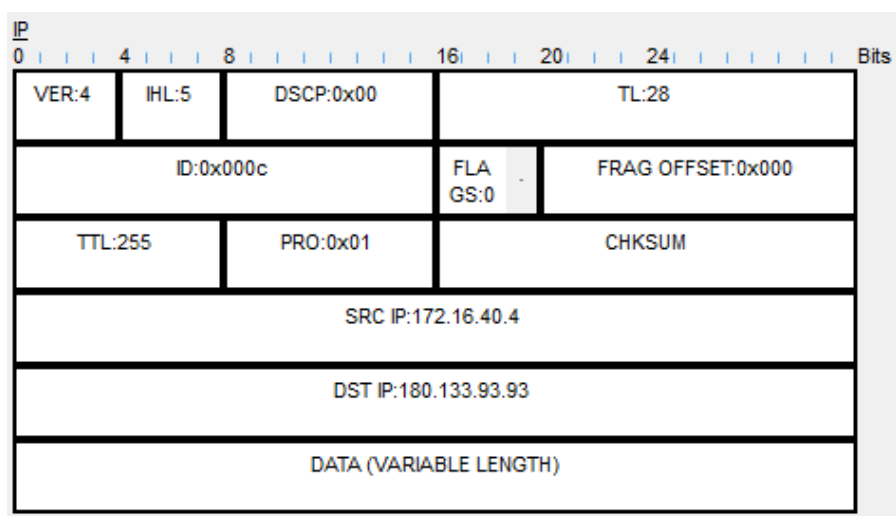 IP
0 4 8 16 20 24 Bits
VER:4 IHL:5 DSCP:0x00 TL:28
ID:0x000c FLA
GS:0 - FRAG OFFSET:0x000
TTL:255 PRO:0x01 CHKSUM
SRC IP:172.16.40.4
DST IP:180.133.93.93
DATA (VARIABLE LENGTH)